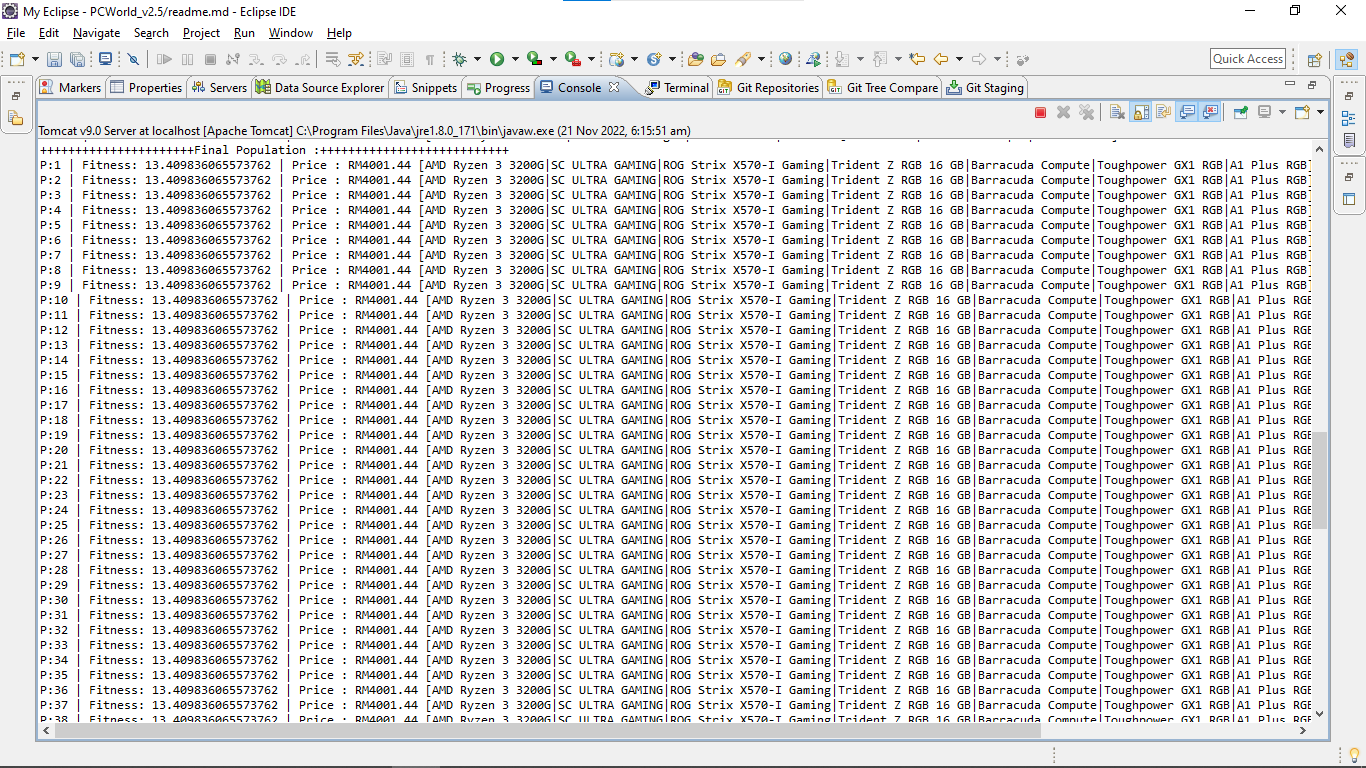 My Eclipse - PCWorld_v2.5/readme.md - Eclipse IDE
File Edit Navigate Search Project Run Window Help
Quick Access
Markers Properties Servers Data Source Explorer Snippets Progress Console Terminal Git Repositories Git Tree Compare Git Staging
Tomcat v9.0 Server at localhost [Apache Tomcat] C:\Program Files\Java\jre1.8.0_171\bin\javaw.exe (21 Nov 2022, 6:15:51 am)
++++++++++++++++++++++Final Population :+++++++++++++++++++++++++++
P:1 | Fitness: 13.409836065573762 | Price : RM4001.44 [AMD Ryzen 3 3200G|SC ULTRA GAMING|ROG Strix X570-I Gaming|Trident Z RGB 16 GB|Barracuda Compute|Toughpower GX1 RGB|A1 Plus RGB]
P:2 | Fitness: 13.409836065573762 | Price : RM4001.44 [AMD Ryzen 3 3200G|SC ULTRA GAMING|ROG Strix X570-I Gaming|Trident Z RGB 16 GB|Barracuda Compute|Toughpower GX1 RGB|A1 Plus RGB]
P:3 | Fitness: 13.409836065573762 | Price : RM4001.44 [AMD Ryzen 3 3200G|SC ULTRA GAMING|ROG Strix X570-I Gaming|Trident Z RGB 16 GB|Barracuda Compute|Toughpower GX1 RGB|A1 Plus RGB]
P:4 | Fitness: 13.409836065573762 | Price : RM4001.44 [AMD Ryzen 3 3200G|SC ULTRA GAMING|ROG Strix X570-I Gaming|Trident Z RGB 16 GB|Barracuda Compute|Toughpower GX1 RGB|A1 Plus RGB]
P:5 | Fitness: 13.409836065573762 | Price : RM4001.44 [AMD Ryzen 3 3200G|SC ULTRA GAMING|ROG Strix X570-I Gaming|Trident Z RGB 16 GB|Barracuda Compute|Toughpower GX1 RGB|A1 Plus RGB]
P:6 | Fitness: 13.409836065573762 | Price : RM4001.44 [AMD Ryzen 3 3200G|SC ULTRA GAMING|ROG Strix X570-I Gaming|Trident Z RGB 16 GB|Barracuda Compute|Toughpower GX1 RGB|A1 Plus RGB]
P:7 | Fitness: 13.409836065573762 | Price : RM4001.44 [AMD Ryzen 3 3200G|SC ULTRA GAMING|ROG Strix X570-I Gaming|Trident Z RGB 16 GB|Barracuda Compute|Toughpower GX1 RGB|A1 Plus RGB]
P:8 | Fitness: 13.409836065573762 | Price : RM4001.44 [AMD Ryzen 3 3200G|SC ULTRA GAMING|ROG Strix X570-I Gaming|Trident Z RGB 16 GB|Barracuda Compute|Toughpower GX1 RGB|A1 Plus RGB]
P:9 | Fitness: 13.409836065573762 | Price : RM4001.44 [AMD Ryzen 3 3200G|SC ULTRA GAMING|ROG Strix X570-I Gaming|Trident Z RGB 16 GB|Barracuda Compute|Toughpower GX1 RGB|A1 Plus RGB]
P:10 | Fitness: 13.409836065573762 | Price : RM4001.44 [AMD Ryzen 3 3200G|SC ULTRA GAMING|ROG Strix X570-I Gaming|Trident Z RGB 16 GB|Barracuda Compute|Toughpower GX1 RGB|A1 Plus RGB
P:11 | Fitness: 13.409836065573762 | Price : RM4001.44 [AMD Ryzen 3 3200G|SC ULTRA GAMING|ROG Strix X570-I Gaming|Trident Z RGB 16 GB|Barracuda Compute|Toughpower GX1 RGB|A1 Plus RGB
P:12 | Fitness: 13.409836065573762 | Price : RM4001.44 [AMD Ryzen 3 3200G|SC ULTRA GAMING|ROG Strix X570-I Gaming|Trident Z RGB 16 GB|Barracuda Compute|Toughpower GX1 RGB|A1 Plus RGB
P:13 | Fitness: 13.409836065573762 | Price : RM4001.44 [AMD Ryzen 3 3200G|SC ULTRA GAMING|ROG Strix X570-I Gaming|Trident Z RGB 16 GB|Barracuda Compute|Toughpower GX1 RGB|A1 Plus RGB
P:14 | Fitness: 13.409836065573762 | Price : RM4001.44 [AMD Ryzen 3 3200G|SC ULTRA GAMING|ROG Strix X570-I Gaming|Trident Z RGB 16 GB|Barracuda Compute|Toughpower GX1 RGB|A1 Plus RGB
P:15 | Fitness: 13.409836065573762 | Price : RM4001.44 [AMD Ryzen 3 3200G|SC ULTRA GAMING|ROG Strix X570-I Gaming|Trident Z RGB 16 GB|Barracuda Compute|Toughpower GX1 RGB|A1 Plus RGB
P:16 | Fitness: 13.409836065573762 | Price : RM4001.44 [AMD Ryzen 3 3200G|SC ULTRA GAMING|ROG Strix X570-I Gaming|Trident Z RGB 16 GB|Barracuda Compute|Toughpower GX1 RGB|A1 Plus RGB
P:17 | Fitness: 13.409836065573762 | Price : RM4001.44 [AMD Ryzen 3 3200G|SC ULTRA GAMING|ROG Strix X570-I Gaming|Trident Z RGB 16 GB|Barracuda Compute|Toughpower GX1 RGB|A1 Plus RGB
P:18 | Fitness: 13.409836065573762 | Price : RM4001.44 [AMD Ryzen 3 3200G|SC ULTRA GAMING|ROG Strix X570-I Gaming|Trident Z RGB 16 GB|Barracuda Compute|Toughpower GX1 RGB|A1 Plus RGB
P:19 | Fitness: 13.409836065573762 | Price : RM4001.44 [AMD Ryzen 3 3200G|SC ULTRA GAMING|ROG Strix X570-I Gaming|Trident Z RGB 16 GB|Barracuda Compute|Toughpower GX1 RGB|A1 Plus RGB
P:20 | Fitness: 13.409836065573762 | Price : RM4001.44 [AMD Ryzen 3 3200G|SC ULTRA GAMING|ROG Strix X570-I Gaming|Trident Z RGB 16 GB|Barracuda Compute|Toughpower GX1 RGB|A1 Plus RGB
P:21 | Fitness: 13.409836065573762 | Price : RM4001.44 [AMD Ryzen 3 3200G|SC ULTRA GAMING|ROG Strix X570-I Gaming|Trident Z RGB 16 GB|Barracuda Compute|Toughpower GX1 RGB|A1 Plus RGB
P:22 | Fitness: 13.409836065573762 | Price : RM4001.44 [AMD Ryzen 3 3200G|SC ULTRA GAMING|ROG Strix X570-I Gaming|Trident Z RGB 16 GB|Barracuda Compute|Toughpower GX1 RGB|A1 Plus RGB
P:23 | Fitness: 13.409836065573762 | Price : RM4001.44 [AMD Ryzen 3 3200G|SC ULTRA GAMING|ROG Strix X570-I Gaming|Trident Z RGB 16 GB|Barracuda Compute|Toughpower GX1 RGB|A1 Plus RGB
P:24 | Fitness: 13.409836065573762 | Price : RM4001.44 [AMD Ryzen 3 3200G|SC ULTRA GAMING|ROG Strix X570-I Gaming|Trident Z RGB 16 GB|Barracuda Compute|Toughpower GX1 RGB|A1 Plus RGB
P:25 | Fitness: 13.409836065573762 | Price : RM4001.44 [AMD Ryzen 3 3200G|SC ULTRA GAMING|ROG Strix X570-I Gaming|Trident Z RGB 16 GB|Barracuda Compute|Toughpower GX1 RGB|A1 Plus RGB
P:26 | Fitness: 13.409836065573762 | Price : RM4001.44 [AMD Ryzen 3 3200G|SC ULTRA GAMING|ROG Strix X570-I Gaming|Trident Z RGB 16 GB|Barracuda Compute|Toughpower GX1 RGB|A1 Plus RGB
P:27 | Fitness: 13.409836065573762 | Price : RM4001.44 [AMD Ryzen 3 3200G|SC ULTRA GAMING|ROG Strix X570-I Gaming|Trident Z RGB 16 GB|Barracuda Compute|Toughpower GX1 RGB|A1 Plus RGB
P:28 | Fitness: 13.409836065573762 | Price : RM4001.44 [AMD Ryzen 3 3200G|SC ULTRA GAMING|ROG Strix X570-I Gaming|Trident Z RGB 16 GB|Barracuda Compute|Toughpower GX1 RGB|A1 Plus RGB
P:29 | Fitness: 13.409836065573762 | Price : RM4001.44 [AMD Ryzen 3 3200G|SC ULTRA GAMING|ROG Strix X570-I Gaming|Trident Z RGB 16 GB|Barracuda Compute|Toughpower GX1 RGB|A1 Plus RGB
P:30 | Fitness: 13.409836065573762 | Price : RM4001.44 [AMD Ryzen 3 3200G|SC ULTRA GAMING|ROG Strix X570-I Gaming|Trident Z RGB 16 GB|Barracuda Compute|Toughpower GX1 RGB|A1 Plus RGB
P:31 | Fitness: 13.409836065573762 | Price : RM4001.44 [AMD Ryzen 3 3200G|SC ULTRA GAMING|ROG Strix X570-I Gaming|Trident Z RGB 16 GB|Barracuda Compute|Toughpower GX1 RGB|A1 Plus RGB
P:32 | Fitness: 13.409836065573762 | Price : RM4001.44 [AMD Ryzen 3 3200G|SC ULTRA GAMING|ROG Strix X570-I Gaming|Trident Z RGB 16 GB|Barracuda Compute|Toughpower GX1 RGB|A1 Plus RGB
P:33 | Fitness: 13.409836065573762 | Price : RM4001.44 [AMD Ryzen 3 3200G|SC ULTRA GAMING|ROG Strix X570-I Gaming|Trident Z RGB 16 GB|Barracuda Compute|Toughpower GX1 RGB|A1 Plus RGB
P:34 | Fitness: 13.409836065573762 | Price : RM4001.44 [AMD Ryzen 3 3200G|SC ULTRA GAMING|ROG Strix X570-I Gaming|Trident Z RGB 16 GB|Barracuda Compute|Toughpower GX1 RGB|A1 Plus RGB
P:35 | Fitness: 13.409836065573762 | Price : RM4001.44 [AMD Ryzen 3 3200G|SC ULTRA GAMING|ROG Strix X570-I Gaming|Trident Z RGB 16 GB|Barracuda Compute|Toughpower GX1 RGB|A1 Plus RGB
P:36 | Fitness: 13.409836065573762 | Price : RM4001.44 [AMD Ryzen 3 3200G|SC ULTRA GAMING|ROG Strix X570-I Gaming|Trident Z RGB 16 GB|Barracuda Compute|Toughpower GX1 RGB|A1 Plus RGB
P:37 | Fitness: 13.409836065573762 | Price : RM4001.44 [AMD Ryzen 3 3200G|SC ULTRA GAMING|ROG Strix X570-I Gaming|Trident Z RGB 16 GB|Barracuda Compute|Toughpower GX1 RGB|A1 Plus RGB
P:38 | Fitness: 13.409836065573762 | Price : RM4001.44 [AMD Ryzen 3 3200G|SC ULTRA GAMING|ROG Strix X570-I Gaming|Trident Z RGB 16 GB|Barracuda Compute|Toughpower GX1 RGB|A1 Plus RGB